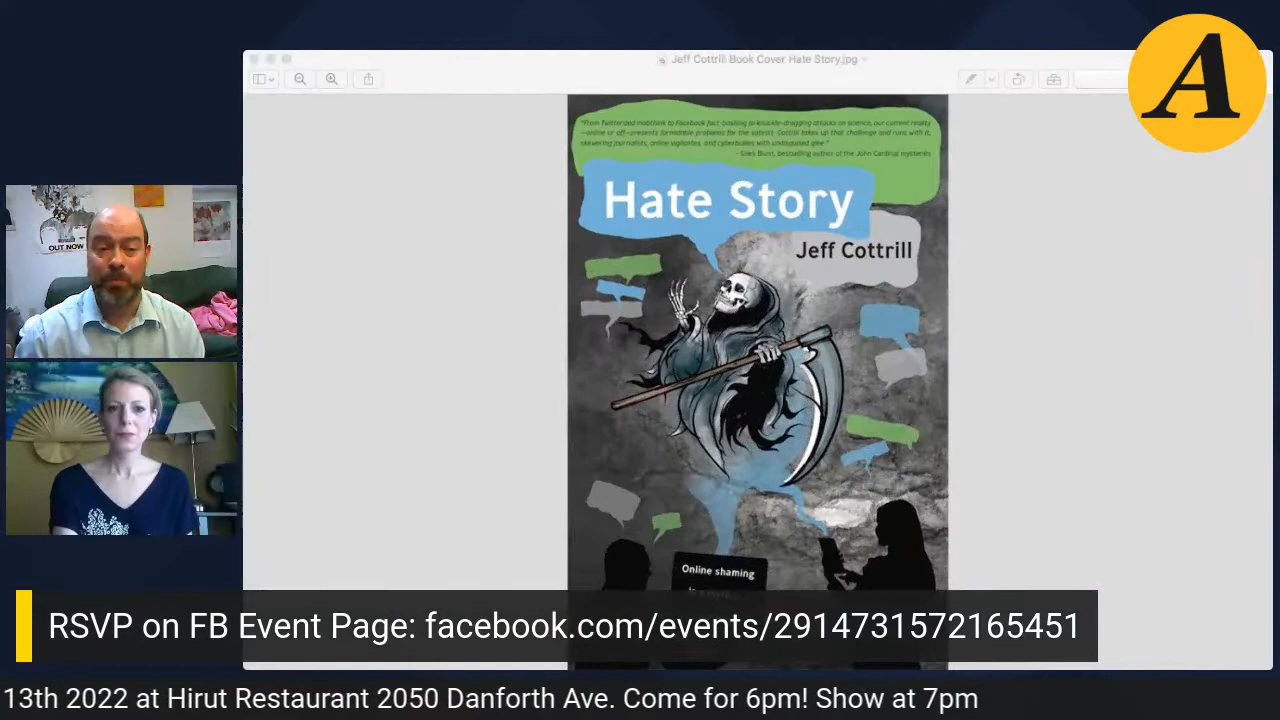 Jeff Cottrill Book Cover Hate Story.jpg
A
"From Twitterized mobthink to Facebook fact-bashing to knuckle-dragging attacks on science, our current reality
—online or off—presents formidable problems for the satirist. Cottrill takes up that challenge and runs with it,
skewering journalists, online vigilantes, and cyberbullies with undisguised glee."
- Giles Blunt, bestselling author of the John Cardinal mysteries
Hate Story
Jeff Cottrill
OUT NOW
Online shaming
RSVP on FB Event Page: facebook.com/events/2914731572165451
13th 2022 at Hirut Restaurant 2050 Danforth Ave. Come for 6pm! Show at 7pm